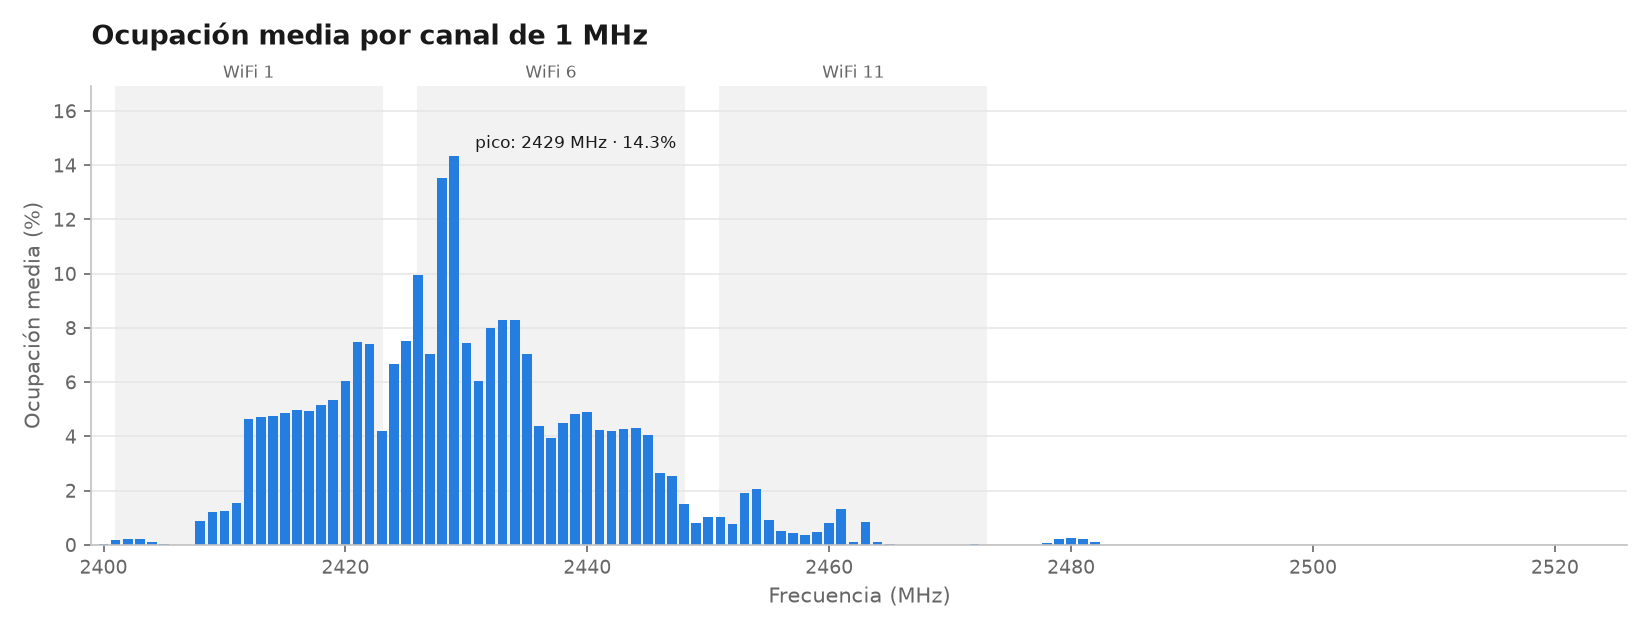 Ocupación media por canal de 1 MHz
WiFi 1
WiFi 6
WiFi 11
pico: 2429 MHz · 14.3%
Ocupación media (%)
16
14
12
10
8
6
4
2
0
2400
2420
2440
2460
2480
2500
2520
Frecuencia (MHz)